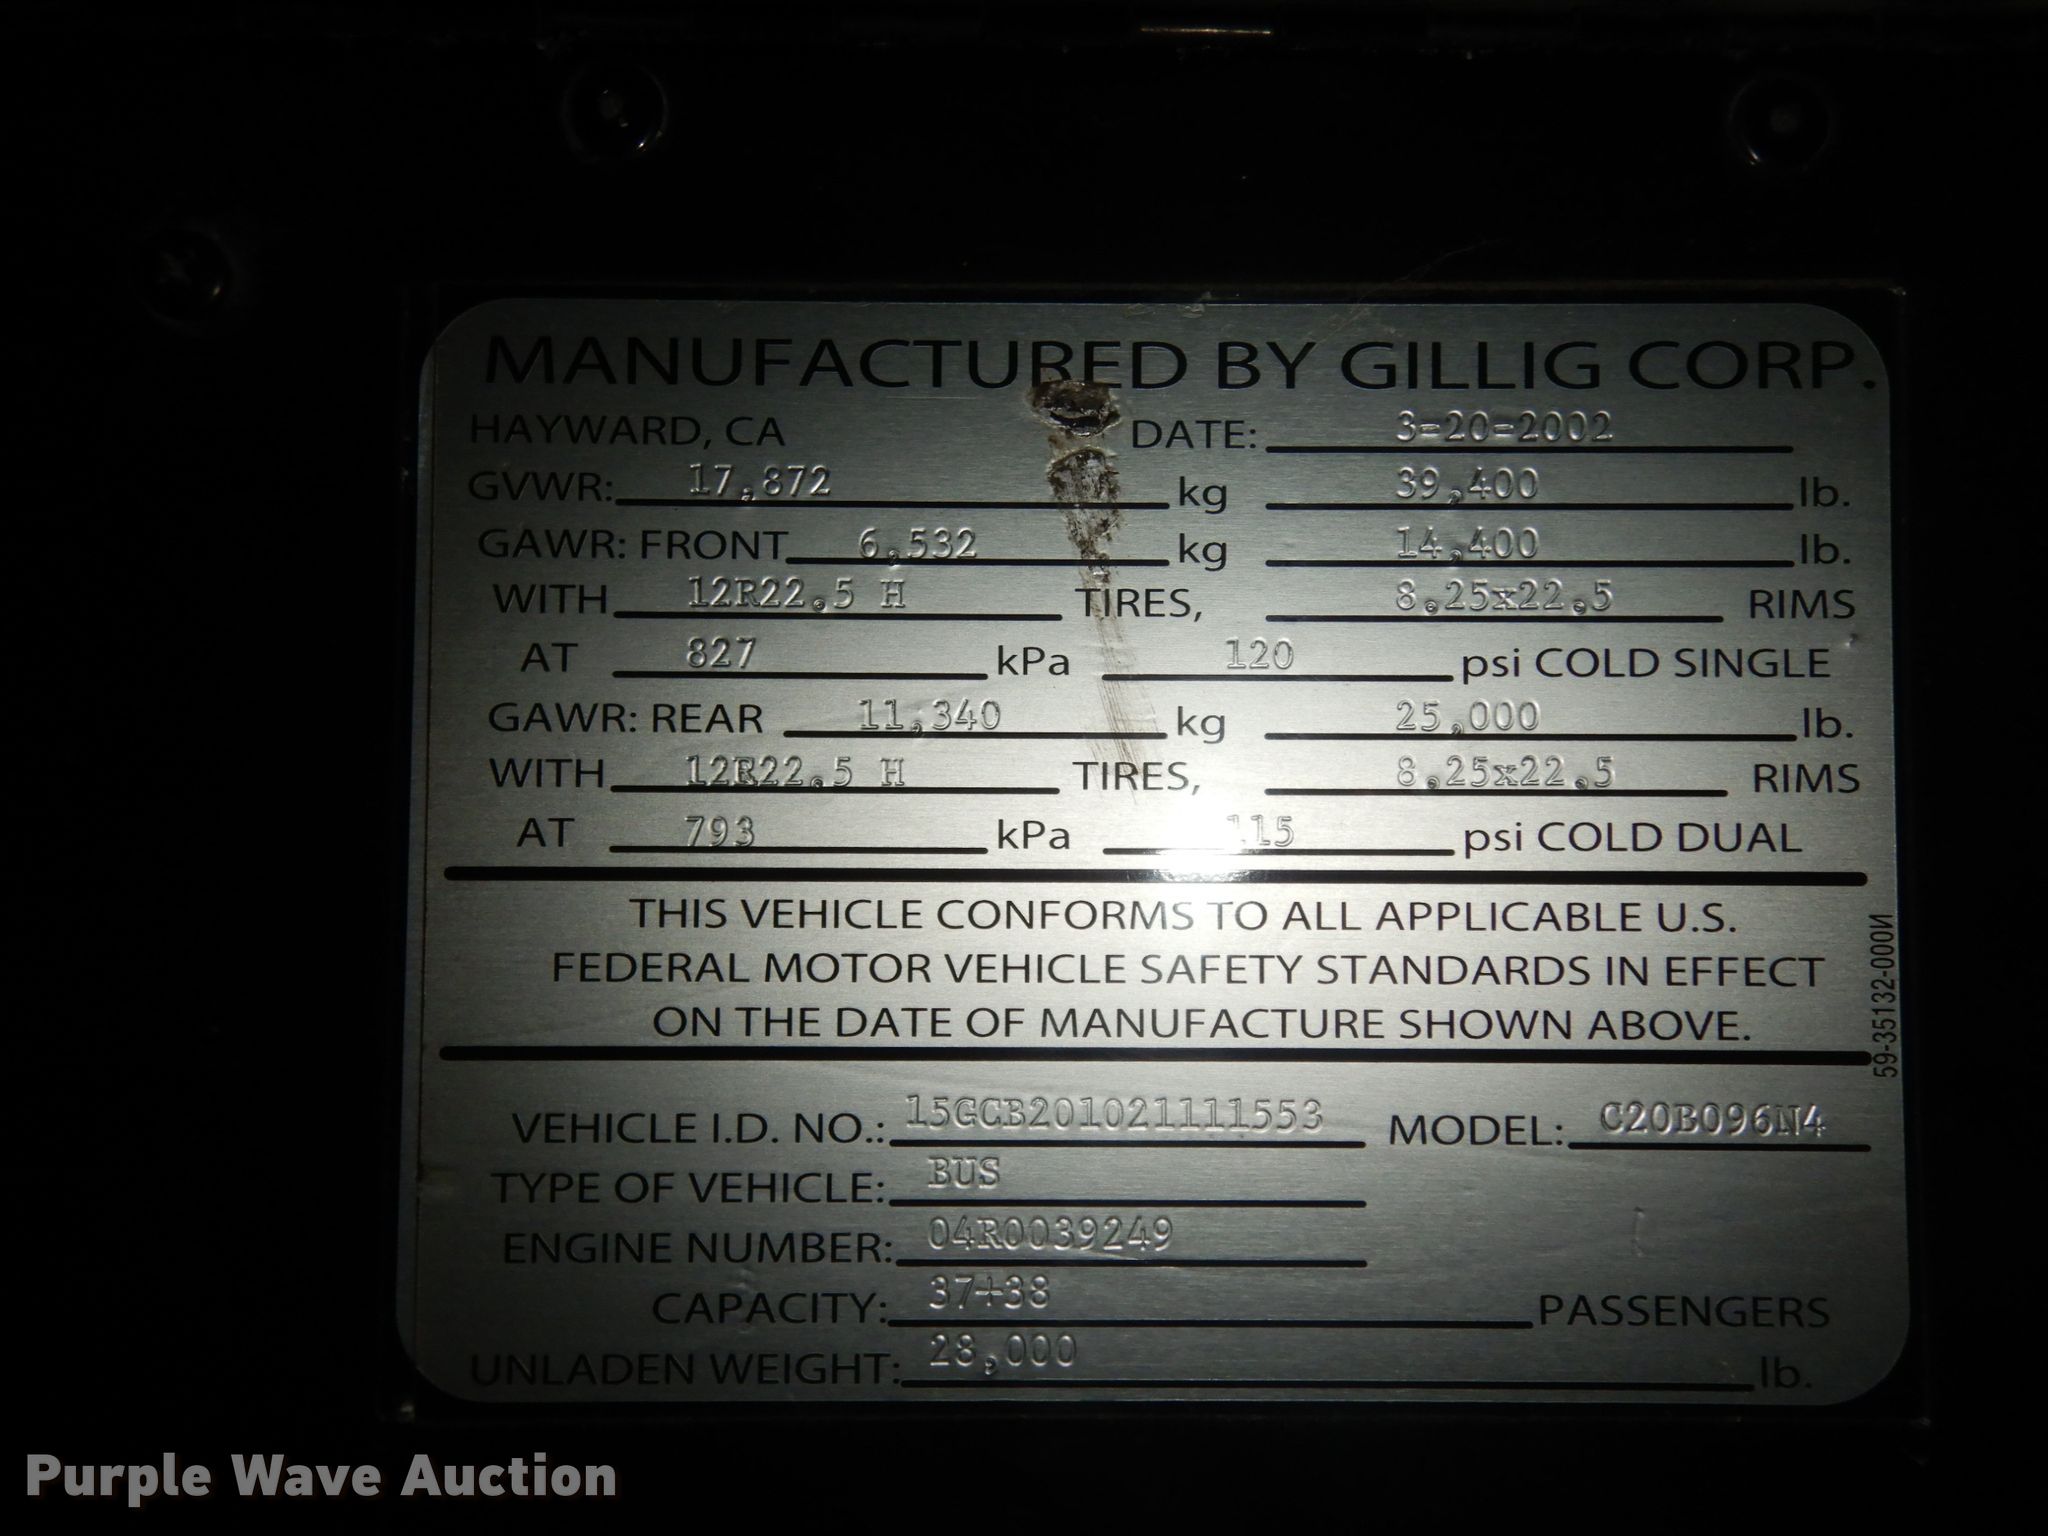 MANUFACTURED BY GILLIG CORP.
HAYWARD, CA DATE: 3-20-2002
GVWR: 17,872 kg 39,400 lb.
GAWR: FRONT 6,532 kg 14,400 lb.
WITH 12R22.5 H TIRES, 8.25x22.5 RIMS
AT 827 kPa 120 psi COLD SINGLE
GAWR: REAR 11,340 kg 25,000 lb.
WITH 12R22.5 H TIRES, 8.25x22.5 RIMS
AT 793 kPa 115 psi COLD DUAL
THIS VEHICLE CONFORMS TO ALL APPLICABLE U.S.
FEDERAL MOTOR VEHICLE SAFETY STANDARDS IN EFFECT
ON THE DATE OF MANUFACTURE SHOWN ABOVE.
59-35132-000N
VEHICLE I.D. NO.: 15GCB201021111553 MODEL: C20B096N4
TYPE OF VEHICLE: BUS
ENGINE NUMBER: 04R0039249
CAPACITY: 37+38 PASSENGERS
UNLADEN WEIGHT: 28,000 lb.
Purple Wave Auction